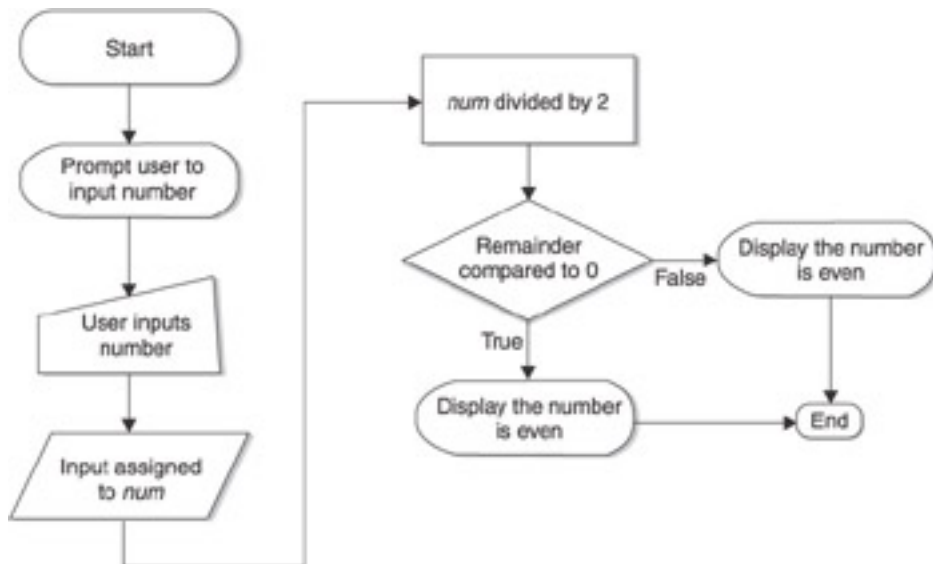 Start
Prompt user to
input number
User inputs
number
Input assigned
to num
num divided by 2
Remainder
compared to 0
False
Display the number
is even
True
Display the number
is even
End